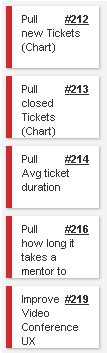 Pull #212
new Tickets
(Chart)
Pull #213
closed
Tickets
(Chart)
Pull #214
Avg ticket
duration
Pull #216
how long it
takes a
mentor to
Improve #219
Video
Conference
UX